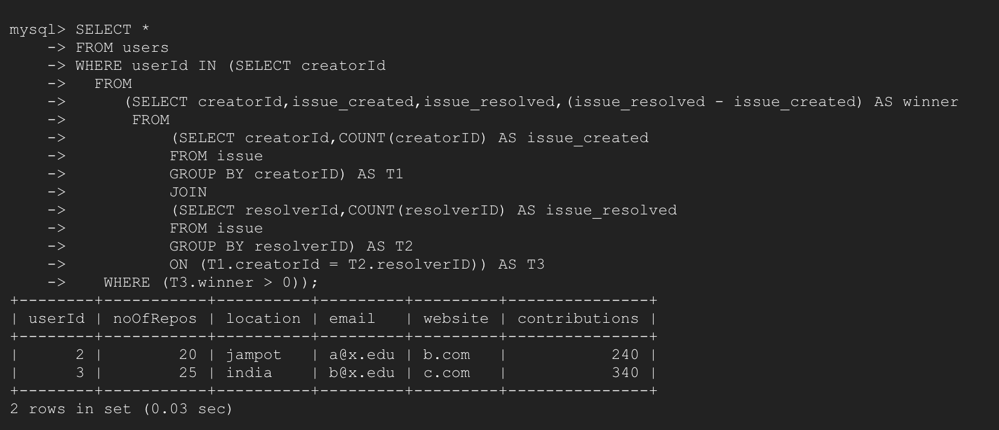 mysql> SELECT *
    -> FROM users
    -> WHERE userId IN (SELECT creatorId
    ->   FROM
    ->      (SELECT creatorId,issue_created,issue_resolved,(issue_resolved - issue_created) AS winner
    ->       FROM
    ->           (SELECT creatorId,COUNT(creatorID) AS issue_created
    ->           FROM issue
    ->           GROUP BY creatorID) AS T1
    ->           JOIN
    ->           (SELECT resolverId,COUNT(resolverID) AS issue_resolved
    ->           FROM issue
    ->           GROUP BY resolverID) AS T2
    ->           ON (T1.creatorId = T2.resolverID)) AS T3
    ->    WHERE (T3.winner > 0));
+--------+-----------+----------+---------+---------+---------------+
| userId | noOfRepos | location | email   | website | contributions |
+--------+-----------+----------+---------+---------+---------------+
|      2 |        20 | jampot   | a@x.edu | b.com   |           240 |
|      3 |        25 | india    | b@x.edu | c.com   |           340 |
+--------+-----------+----------+---------+---------+---------------+
2 rows in set (0.03 sec)